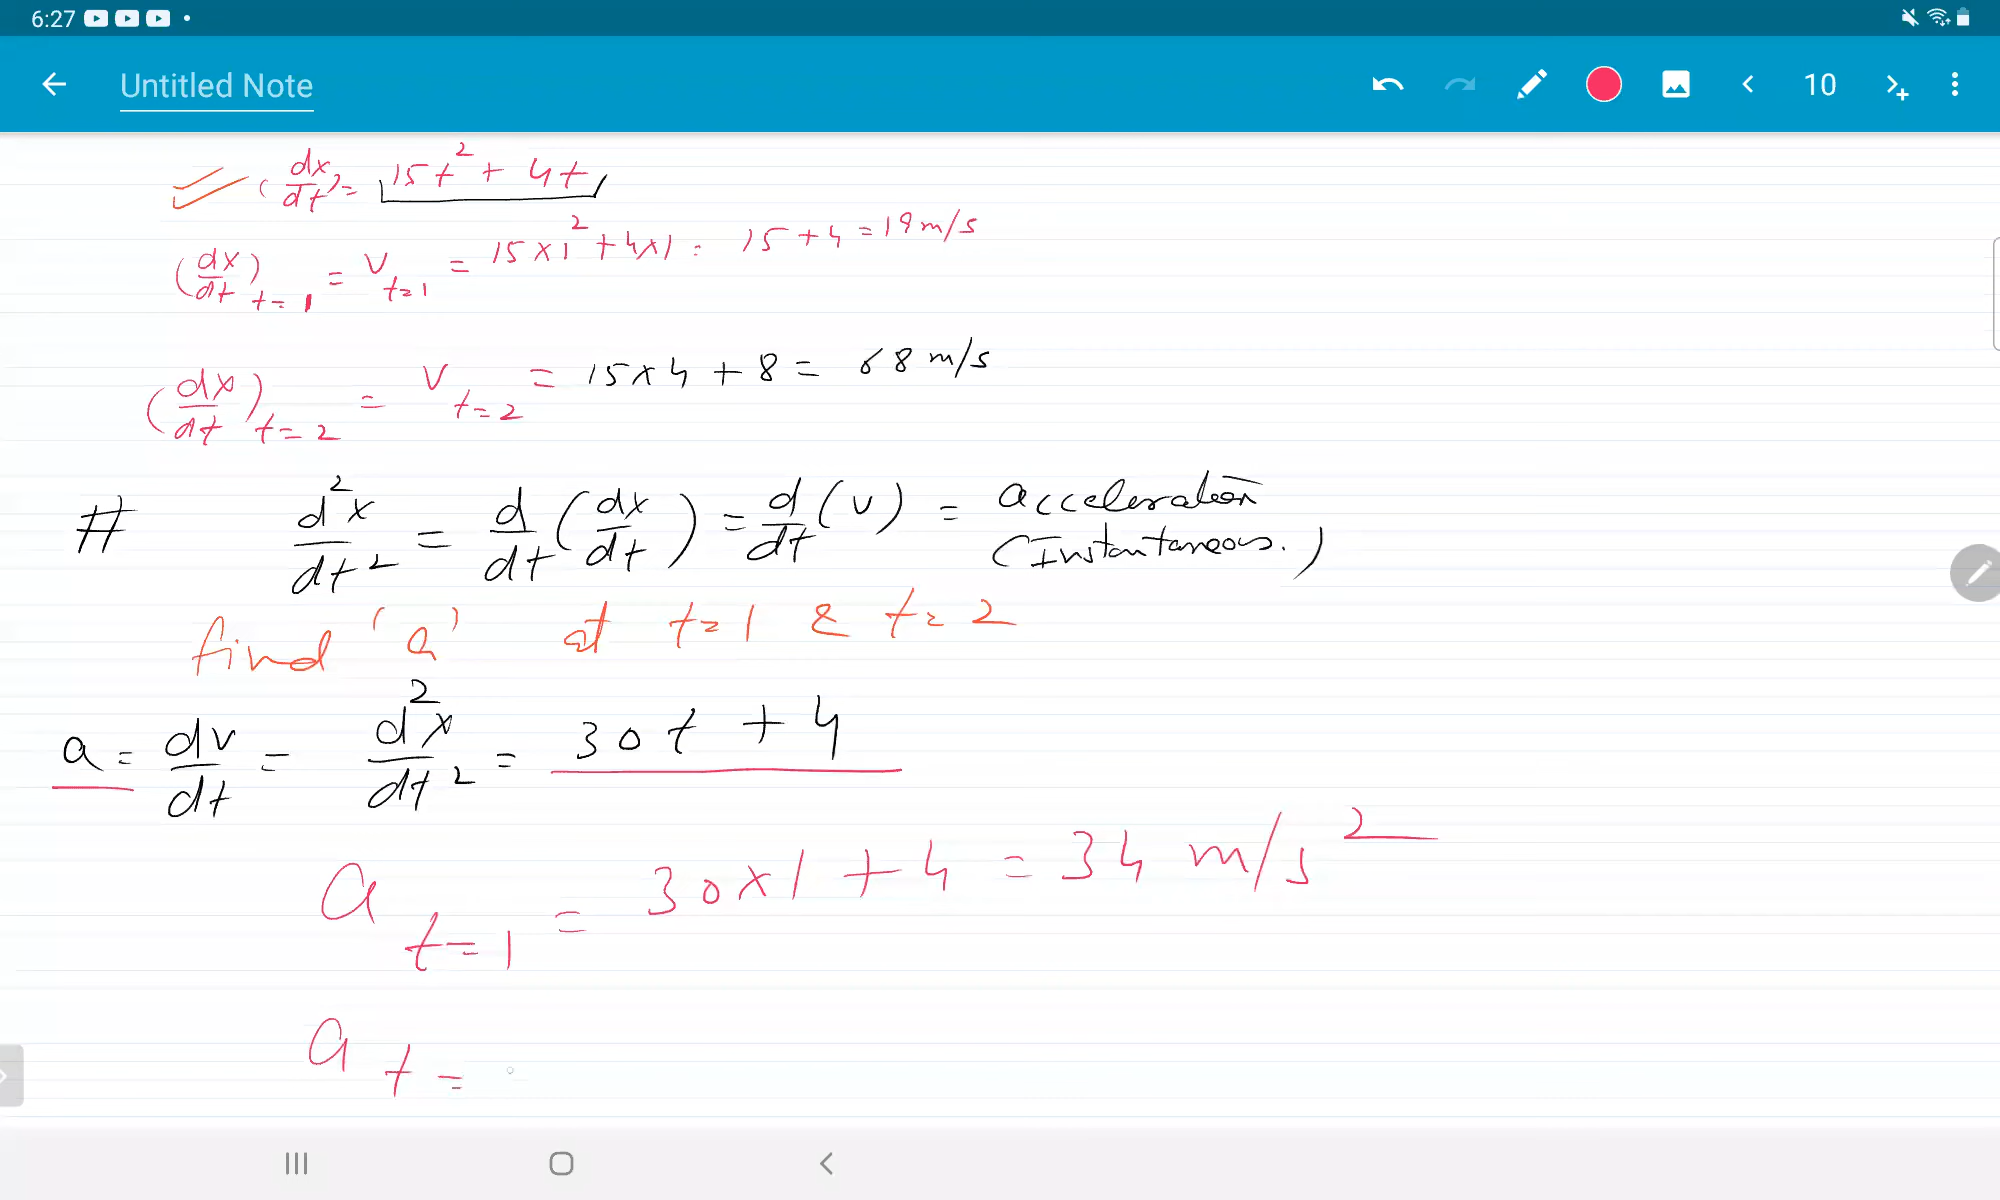 6:27
Untitled Note
10
(dx/dt) = 15t² + 4t
(dx/dt)t=1 = Vt=1 = 15×1² + 4×1 = 15+4 = 19 m/s
(dx/dt)t=2 = Vt=2 = 15×4 + 8 = 68 m/s
# d²x/dt² = d/dt (dx/dt) = d/dt (v) = acceleration
(Instantaneous.)
find 'a' at t=1 & t=2
a = dv/dt = d²x/dt² = 30t + 4
a t=1 = 30×1 + 4 = 34 m/s²
a t=